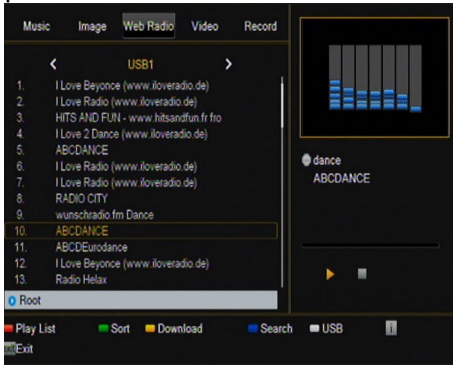 Music Image Web Radio Video Record
< USB1 >
1. I Love Beyonce (www.iloveradio.de)
2. I Love Radio (www.iloveradio.de)
3. HITS AND FUN - www.hitsandfun.fr fro
4. I Love 2 Dance (www.iloveradio.de)
5. ABCDANCE
6. I Love Radio (www.iloveradio.de)
7. I Love Radio (www.iloveradio.de)
8. RADIO CITY
9. wunschradio.fm Dance
10. ABCDANCE
11. ABCDEurodance
12. I Love Beyonce (www.iloveradio.de)
13. Radio Helax
Root
dance
ABCDANCE
Play List Sort Download Search USB i
Exit